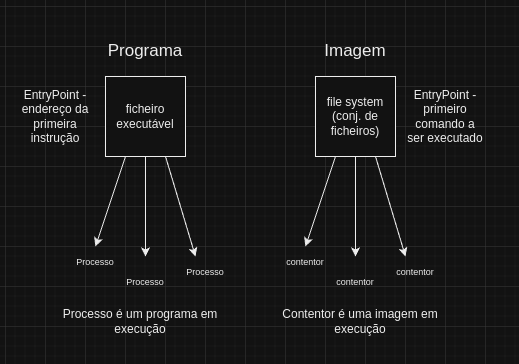 Programa
EntryPoint -
endereço da
primeira
instrução
ficheiro
executável
Processo
Processo
Processo
Processo é um programa em
execução
Imagem
file system
(conj. de
ficheiros)
EntryPoint -
primeiro
comando a
ser executado
contentor
contentor
contentor
Contentor é uma imagem em
execução